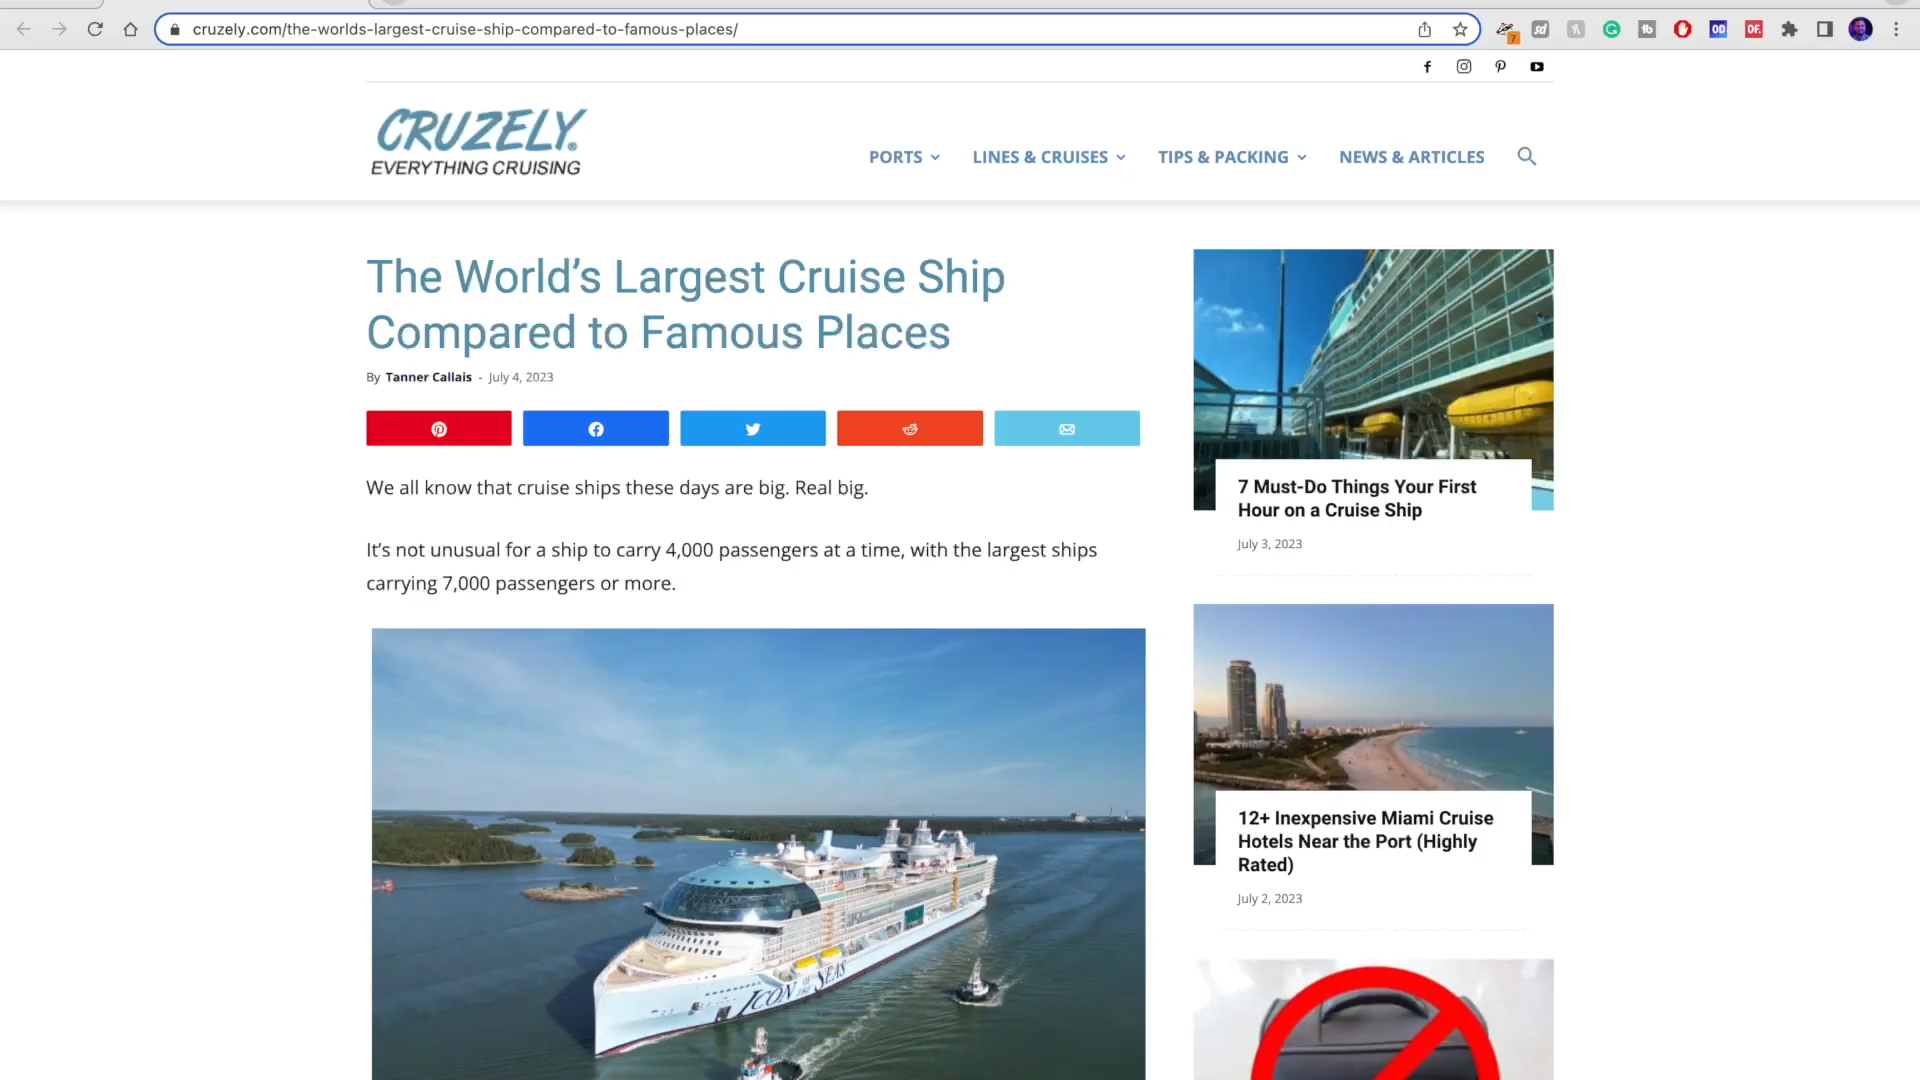 cruzely.com/the-worlds-largest-cruise-ship-compared-to-famous-places/
7
sd
tb
OD
OF.
CRUZELY.
EVERYTHING CRUISING
PORTS
LINES & CRUISES
TIPS & PACKING
NEWS & ARTICLES
The World’s Largest Cruise Ship
Compared to Famous Places
By Tanner Callais - July 4, 2023
We all know that cruise ships these days are big. Real big.
It’s not unusual for a ship to carry 4,000 passengers at a time, with the largest ships
carrying 7,000 passengers or more.
ICON OF THE SEAS
7 Must-Do Things Your First
Hour on a Cruise Ship
July 3, 2023
12+ Inexpensive Miami Cruise
Hotels Near the Port (Highly
Rated)
July 2, 2023